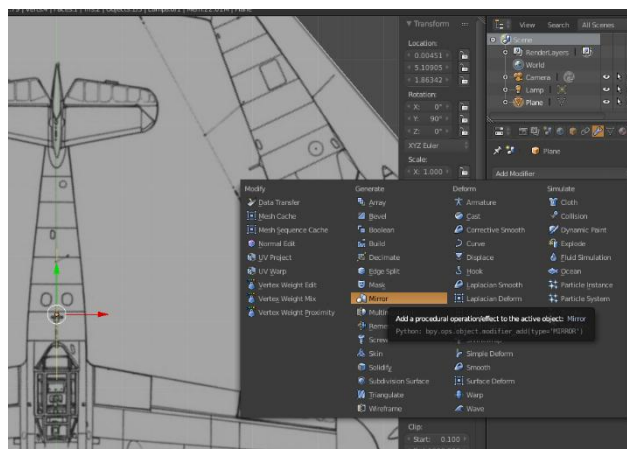 Transform
Location:
0.00451
5.10905
1.86342
Rotation:
X: 0°
Y: 90°
Z: 0°
XYZ Euler
Scale:
X: 1.000
View Search All Scenes
Scene
RenderLayers
World
Camera
Lamp
Plane
Plane
Add Modifier
Modify
Data Transfer
Mesh Cache
Mesh Sequence Cache
Normal Edit
UV Project
UV Warp
Vertex Weight Edit
Vertex Weight Mix
Vertex Weight Proximity
Generate
Array
Bevel
Boolean
Build
Decimate
Edge Split
Mask
Mirror
Skin
Solidify
Subdivision Surface
Triangulate
Wireframe
Deform
Armature
Cast
Corrective Smooth
Curve
Displace
Hook
Laplacian Smooth
Laplacian Deform
Simple Deform
Smooth
Surface Deform
Warp
Wave
Simulate
Cloth
Collision
Dynamic Paint
Explode
Fluid Simulation
Ocean
Particle Instance
Particle System
Add a procedural operation/effect to the active object: Mirror
Python: bpy.ops.object.modifier_add(type='MIRROR')
Clip:
Start: 0.100